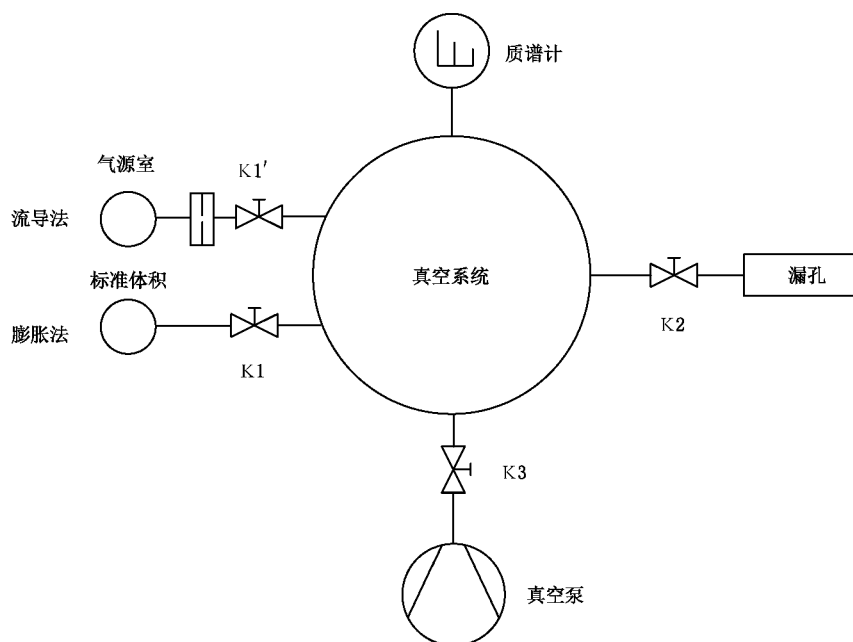 质谱计
气源室
K1′
流导法
标准体积
真空系统
漏孔
膨胀法
K1
K2
K3
真空泵